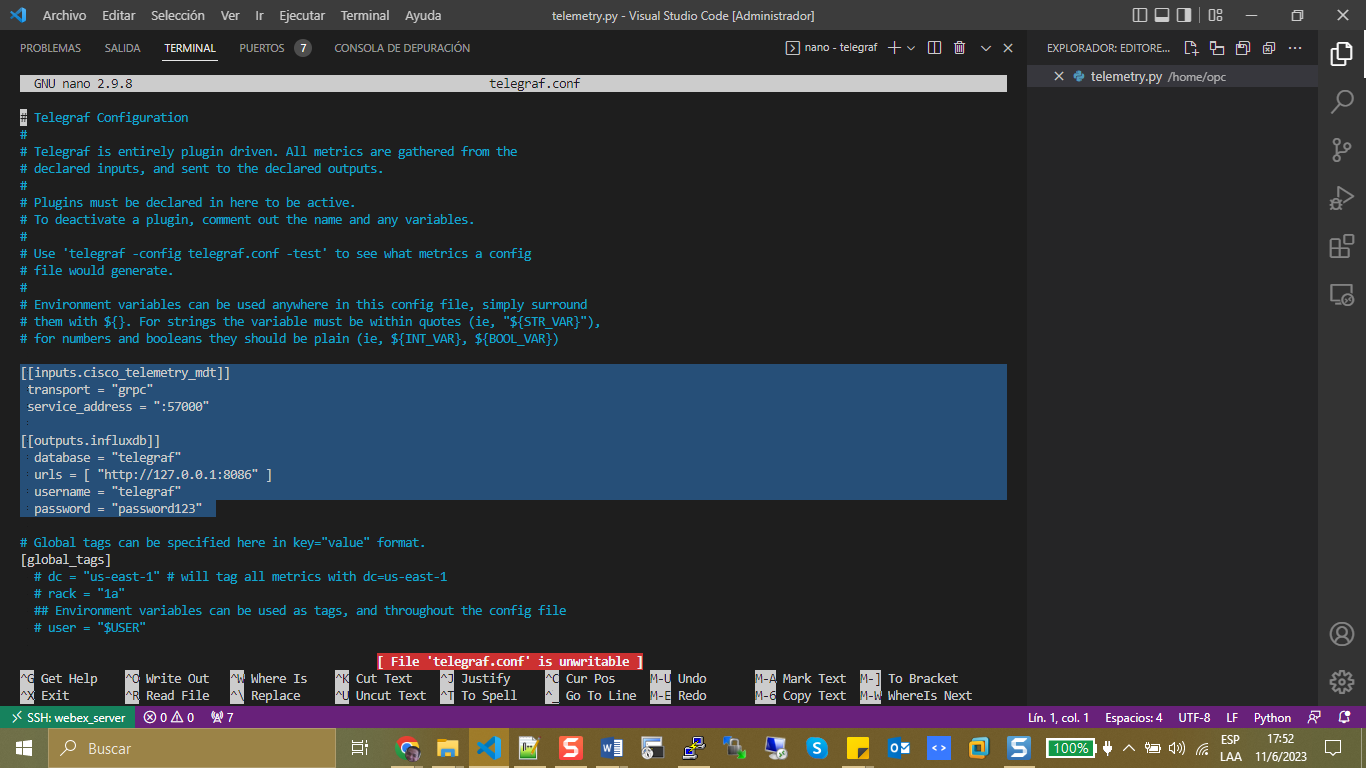 Archivo Editar Selección Ver Ir Ejecutar Terminal Ayuda
telemetry.py - Visual Studio Code [Administrador]
PROBLEMAS SALIDA TERMINAL PUERTOS 7 CONSOLA DE DEPURACIÓN
nano - telegraf
EXPLORADOR: EDITORE...
telemetry.py /home/opc
GNU nano 2.9.8 telegraf.conf
# Telegraf Configuration
#
# Telegraf is entirely plugin driven. All metrics are gathered from the
# declared inputs, and sent to the declared outputs.
#
# Plugins must be declared in here to be active.
# To deactivate a plugin, comment out the name and any variables.
#
# Use 'telegraf -config telegraf.conf -test' to see what metrics a config
# file would generate.
#
# Environment variables can be used anywhere in this config file, simply surround
# them with ${}. For strings the variable must be within quotes (ie, "${STR_VAR}"),
# for numbers and booleans they should be plain (ie, ${INT_VAR}, ${BOOL_VAR})
[[inputs.cisco_telemetry_mdt]]
transport = "grpc"
service_address = ":57000"
[[outputs.influxdb]]
database = "telegraf"
urls = [ "http://127.0.0.1:8086" ]
username = "telegraf"
password = "password123"
# Global tags can be specified here in key="value" format.
[global_tags]
# dc = "us-east-1" # will tag all metrics with dc=us-east-1
# rack = "1a"
## Environment variables can be used as tags, and throughout the config file
# user = "$USER"
[ File 'telegraf.conf' is unwritable ]
^G Get Help ^O Write Out ^W Where Is ^K Cut Text ^J Justify ^C Cur Pos M-U Undo M-A Mark Text M-] To Bracket
^X Exit ^R Read File ^\ Replace ^U Uncut Text ^T To Spell ^_ Go To Line M-E Redo M-6 Copy Text M-W WhereIs Next
SSH: webex_server 0 0 7
Lín. 1, col. 1 Espacios: 4 UTF-8 LF Python
Buscar
100%
ESP
LAA
17:52
11/6/2023